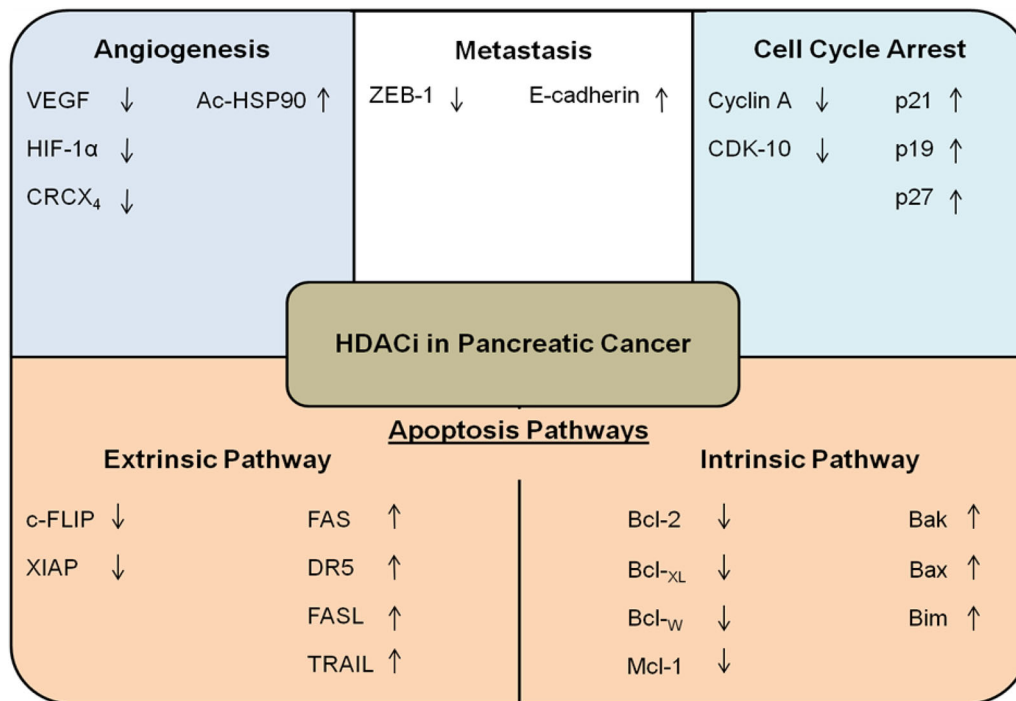 Angiogenesis
VEGF ↓ Ac-HSP90 ↑
HIF-1α ↓
CRCX₄ ↓
Metastasis
ZEB-1 ↓ E-cadherin ↑
Cell Cycle Arrest
Cyclin A ↓ p21 ↑
CDK-10 ↓ p19 ↑
p27 ↑
HDACi in Pancreatic Cancer
Apoptosis Pathways
Extrinsic Pathway
c-FLIP ↓ FAS ↑
XIAP ↓ DR5 ↑
FASL ↑
TRAIL ↑
Intrinsic Pathway
Bcl-2 ↓ Bak ↑
Bcl-XL ↓ Bax ↑
Bcl-W ↓ Bim ↑
Mcl-1 ↓